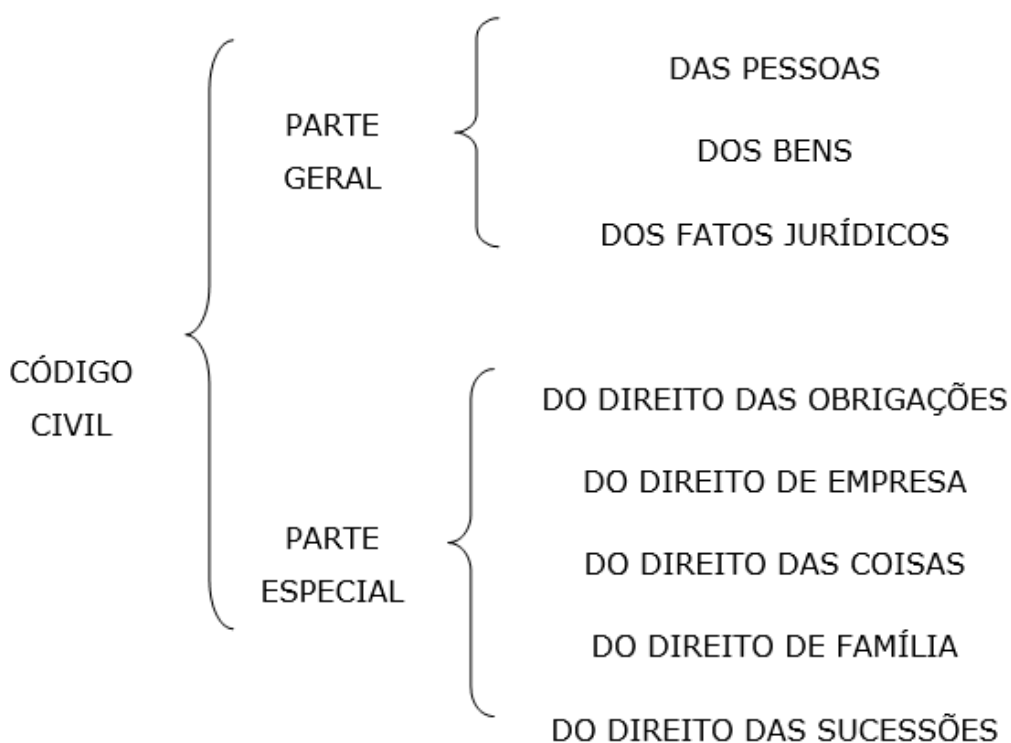 CÓDIGO
CIVIL
PARTE
GERAL
DAS PESSOAS
DOS BENS
DOS FATOS JURÍDICOS
PARTE
ESPECIAL
DO DIREITO DAS OBRIGAÇÕES
DO DIREITO DE EMPRESA
DO DIREITO DAS COISAS
DO DIREITO DE FAMÍLIA
DO DIREITO DAS SUCESSÕES